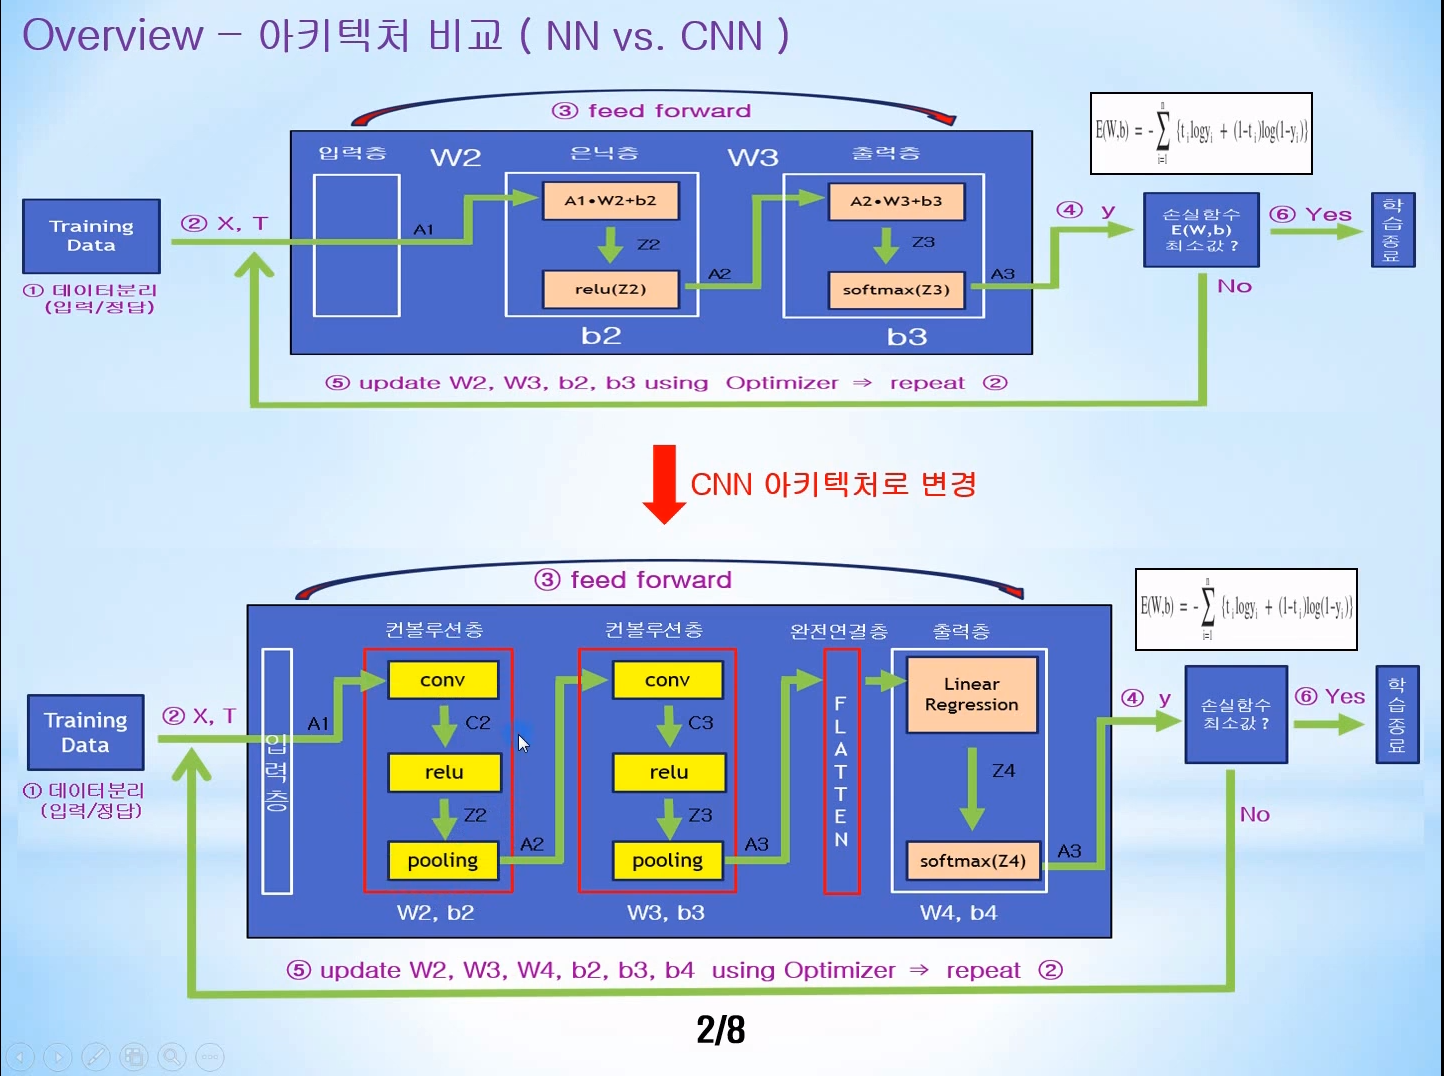 Overview – 아키텍처 비교 ( NN vs. CNN )
③ feed forward
E(W,b) = -∑{t_i logy_i + (1-t_i)log(1-y_i)}
n
i=1
입력층
W2
은닉층
W3
출력층
Training
Data
② X, T
① 데이터분리
(입력/정답)
A1
A1•W2+b2
Z2
relu(Z2)
b2
A2
A2•W3+b3
Z3
softmax(Z3)
b3
A3
④ y
손실함수
E(W,b)
최소값 ?
⑥ Yes
학습종료
No
⑤ update W2, W3, b2, b3 using Optimizer ⇒ repeat ②
CNN 아키텍처로 변경
③ feed forward
E(W,b) = -∑{t_i logy_i + (1-t_i)log(1-y_i)}
n
i=1
Training
Data
② X, T
① 데이터분리
(입력/정답)
입력층
A1
컨볼루션층
conv
C2
relu
Z2
pooling
W2, b2
A2
컨볼루션층
conv
C3
relu
Z3
pooling
W3, b3
A3
완전연결층
FLATTEN
출력층
Linear
Regression
Z4
softmax(Z4)
W4, b4
A3
④ y
손실함수
최소값 ?
⑥ Yes
학습종료
No
⑤ update W2, W3, W4, b2, b3, b4 using Optimizer ⇒ repeat ②
2/8